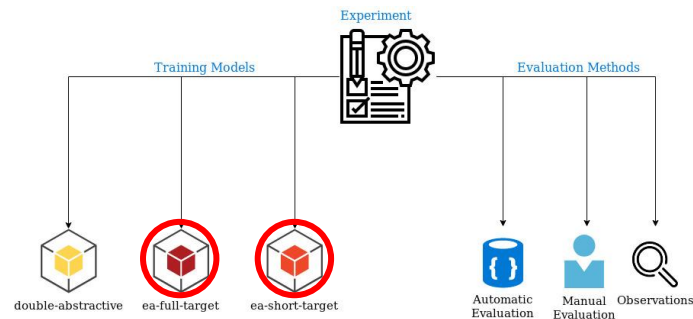 Experiment
Training Models
Evaluation Methods
double-abstractive
ea-full-target
ea-short-target
Automatic
Evaluation
Manual
Evaluation
Observations